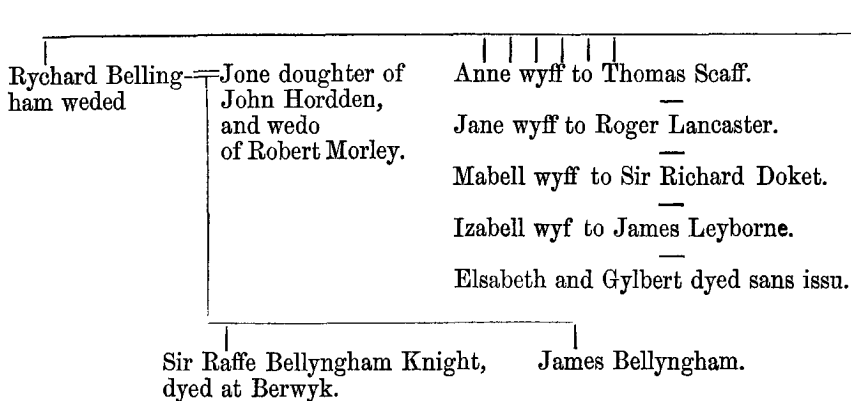 Rychard Belling-
ham weded
Jone doughter of
John Hordden,
and wedo
of Robert Morley.
Anne wyff to Thomas Scaff.
Jane wyff to Roger Lancaster.
Mabell wyff to Sir Richard Doket.
Izabell wyf to James Leyborne.
Elsabeth and Gylbert dyed sans issu.
Sir Raffe Bellyngham Knight,
dyed at Berwyk.
James Bellyngham.